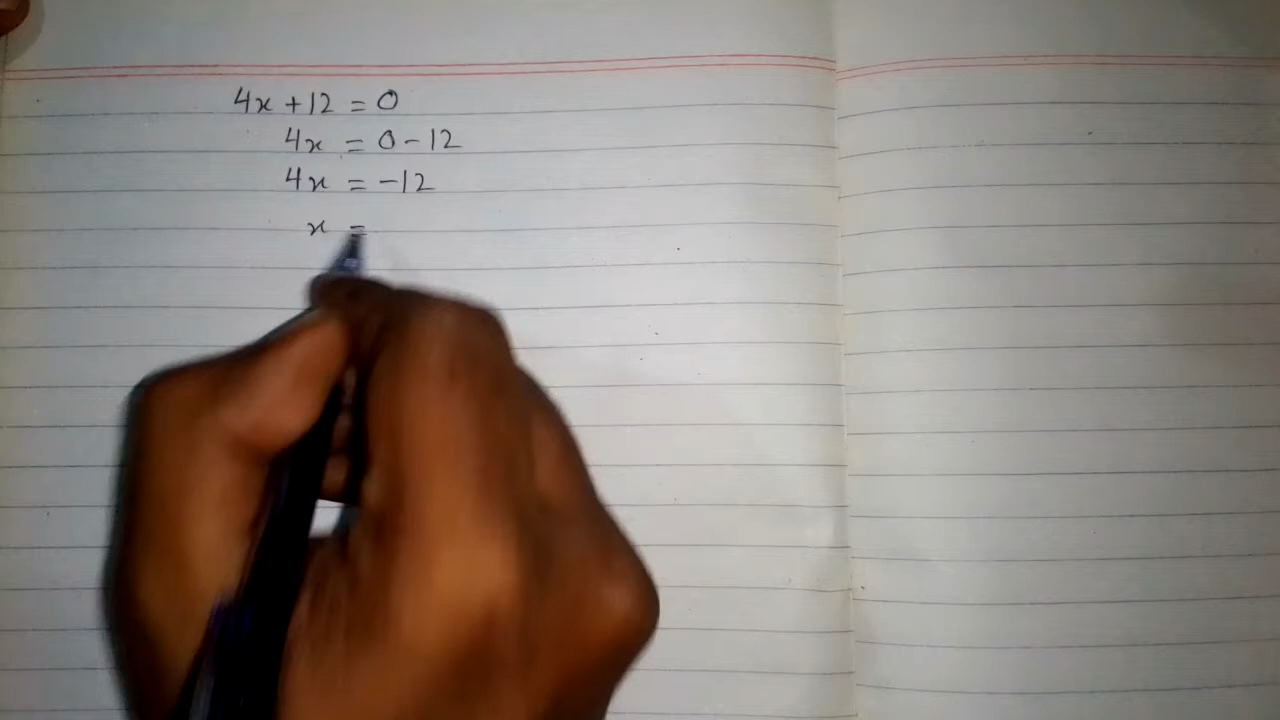 4x + 12 = 0
4x = 0 - 12
4x = -12
x =